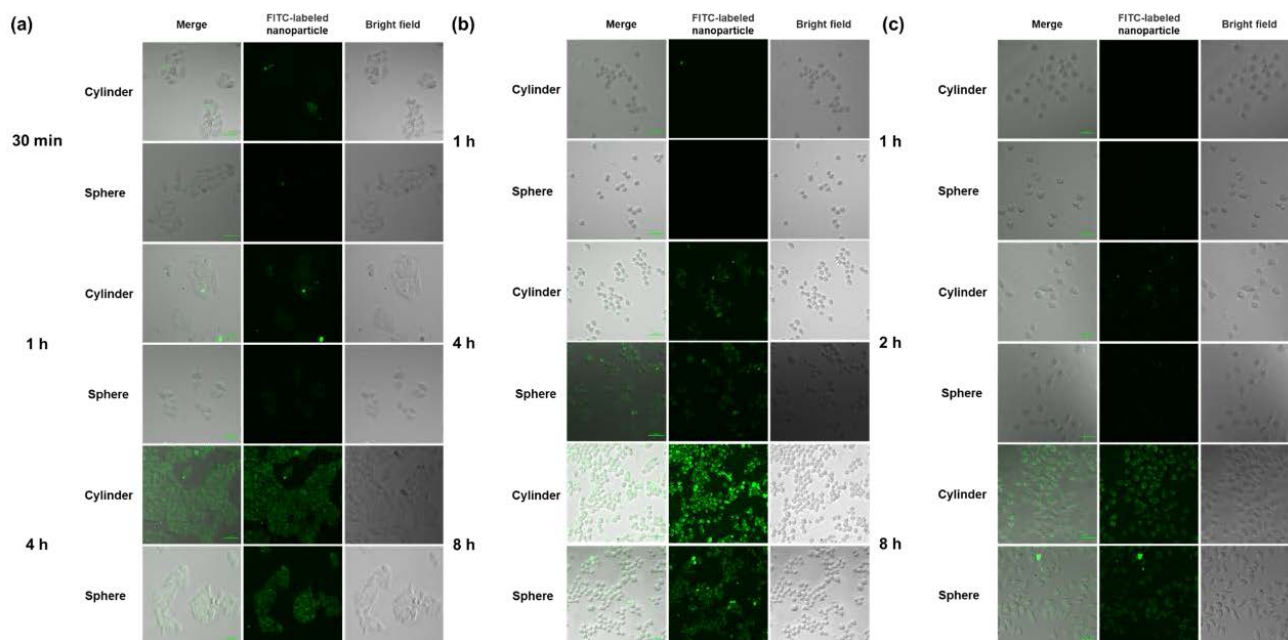 (a)
Merge
FITC-labeled
nanoparticle
Bright field
30 min
Cylinder
Sphere
1 h
Cylinder
Sphere
4 h
Cylinder
Sphere
(b)
Merge
FITC-labeled
nanoparticle
Bright field
1 h
Cylinder
Sphere
4 h
Cylinder
Sphere
8 h
Cylinder
Sphere
(c)
Merge
FITC-labeled
nanoparticle
Bright field
1 h
Cylinder
Sphere
2 h
Cylinder
Sphere
8 h
Cylinder
Sphere